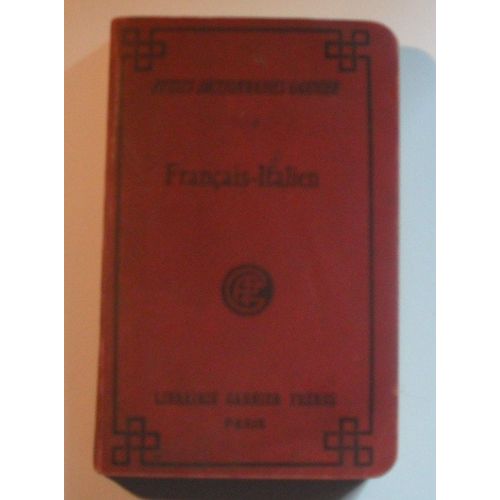 PETITS DICTIONNAIRES GARNIER
Français-Italien
LIBRAIRIE GARNIER FRÈRES
PARIS